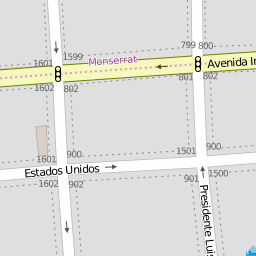 799 800
1601 1599
Monserrat
Avenida In
1602 802
801 802
1601 900
1501 900
Estados Unidos
1602 902
901 1500
Presidente Luis